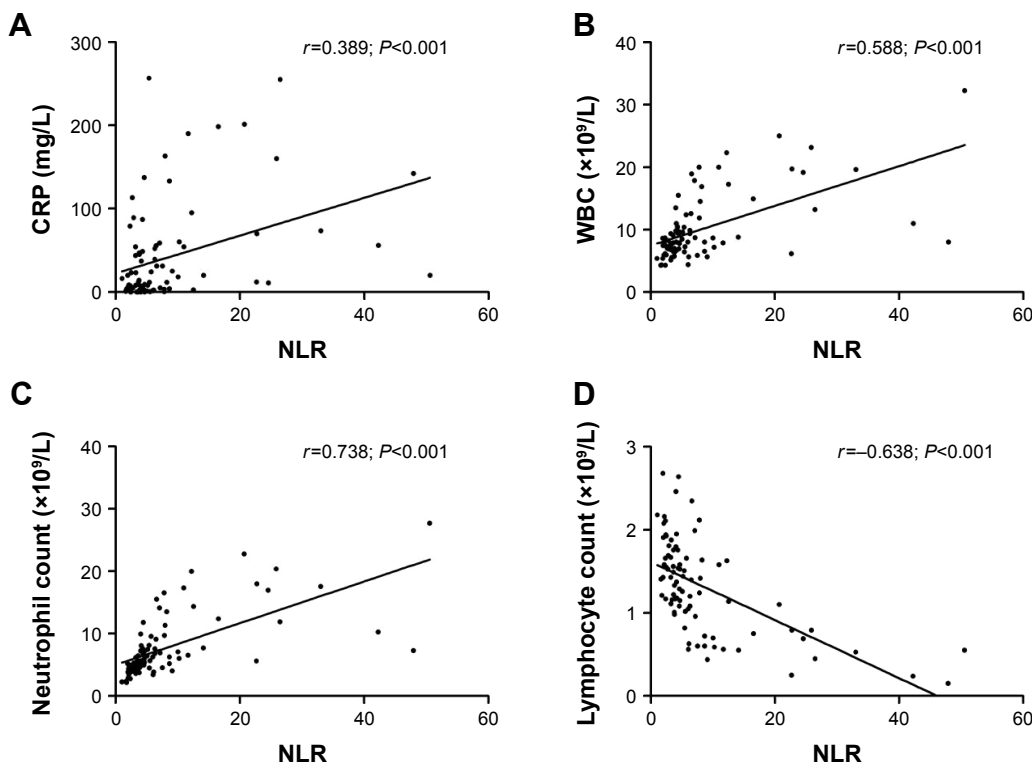 A
r=0.389; P<0.001
CRP (mg/L)
300
200
100
0
0 20 40 60
NLR
B
r=0.588; P<0.001
WBC (×10⁹/L)
40
30
20
10
0
0 20 40 60
NLR
C
r=0.738; P<0.001
Neutrophil count (×10⁹/L)
40
30
20
10
0
0 20 40 60
NLR
D
r=–0.638; P<0.001
Lymphocyte count (×10⁹/L)
3
2
1
0
0 20 40 60
NLR